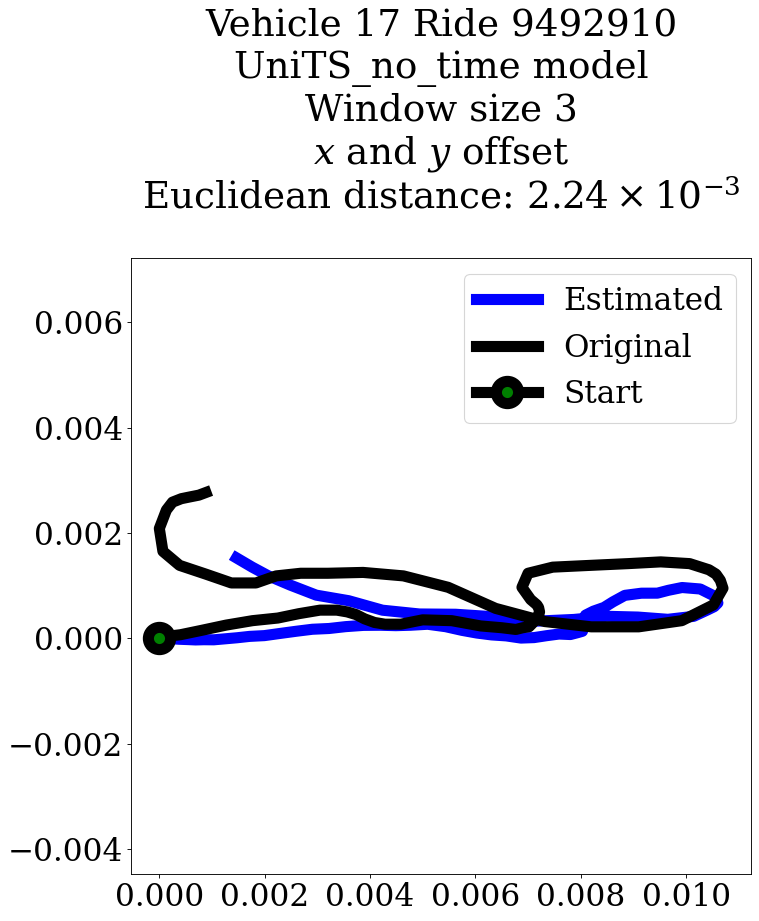 Vehicle 17 Ride 9492910
UniTS_no_time model
Window size 3
x and y offset
Euclidean distance: 2.24 × 10⁻³
Estimated
Original
Start
0.006
0.004
0.002
0.000
−0.002
−0.004
0.000 0.002 0.004 0.006 0.008 0.010